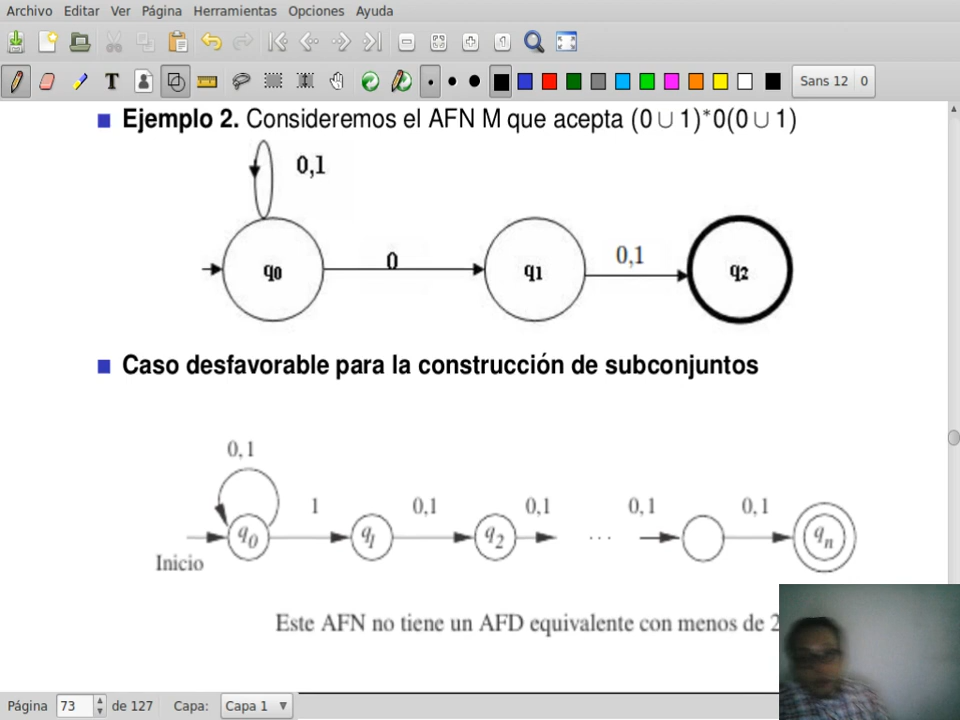 Archivo Editar Ver Página Herramientas Opciones Ayuda
T Sans 12 0
Ejemplo 2. Consideremos el AFN M que acepta (0 ∪ 1)*0(0 ∪ 1)
0,1
0 0,1
q0 q1 q2
Caso desfavorable para la construcción de subconjuntos
0, 1
1 0,1 0,1 0,1 0,1
q0 q1 q2 ... qn
Inicio
Este AFN no tiene un AFD equivalente con menos de 2
Página 73 de 127 Capa: Capa 1